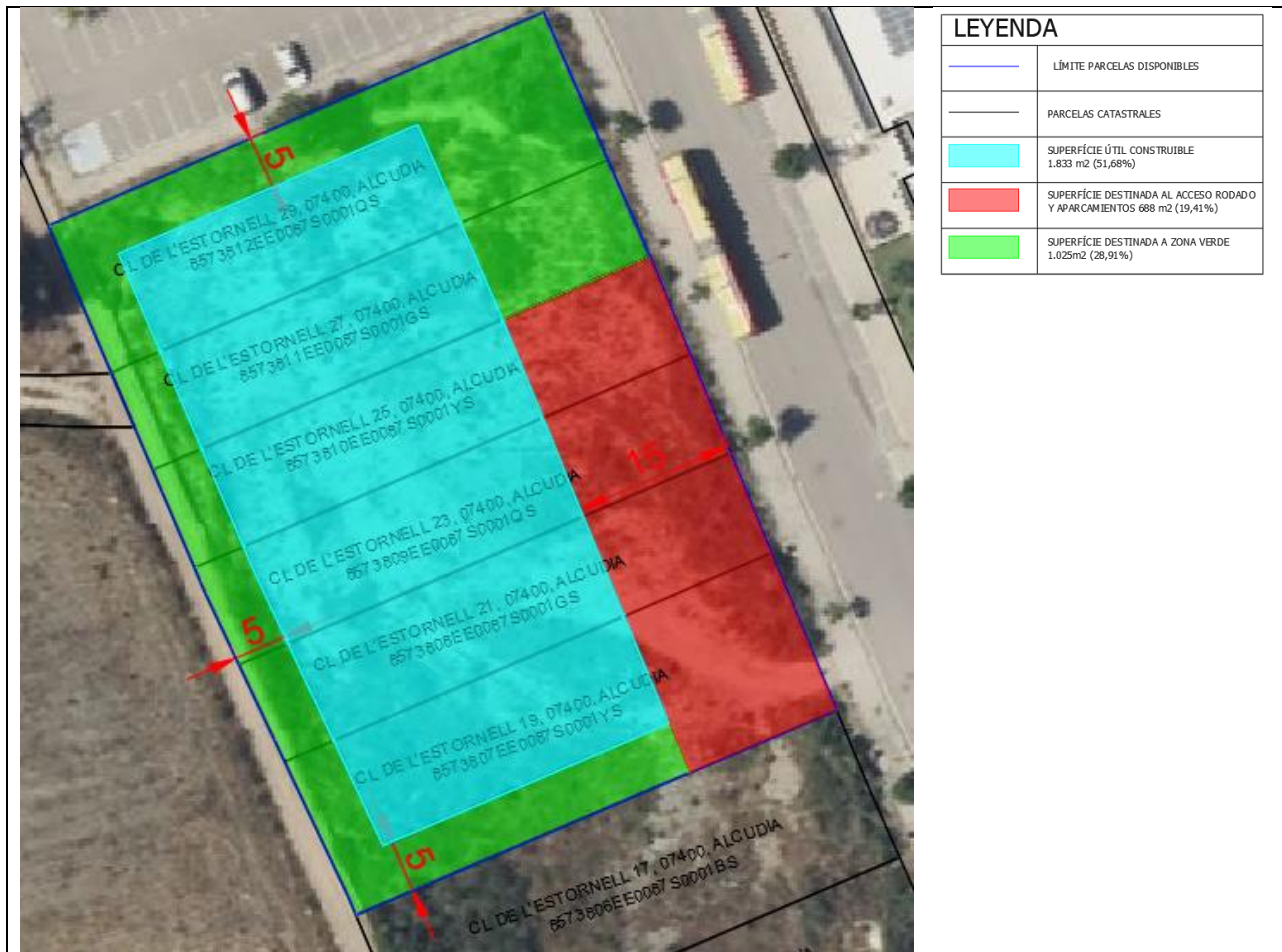 LEYENDA
LÍMITE PARCELAS DISPONIBLES
PARCELAS CATASTRALES
SUPERFÍCIE ÚTIL CONSTRUIBLE
1.833 m2 (51,68%)
SUPERFÍCIE DESTINADA AL ACCESO RODADO
Y APARCAMIENTOS 688 m2 (19,41%)
SUPERFÍCIE DESTINADA A ZONA VERDE
1.025m2 (28,91%)
5
CL DE L'ESTORNELL 29, 07400, ALCUDIA
8573812EE0087S0001QS
CL DE L'ESTORNELL 27, 07400, ALCUDIA
8573811EE0087S0001GS
CL DE L'ESTORNELL 25, 07400, ALCUDIA
8573810EE0087S0001YS
15
CL DE L'ESTORNELL 23, 07400, ALCUDIA
8573809EE0087S0001QS
5
CL DE L'ESTORNELL 21, 07400, ALCUDIA
8573808EE0087S0001GS
CL DE L'ESTORNELL 19, 07400, ALCUDIA
8573807EE0087S0001YS
5
CL DE L'ESTORNELL 17, 07400, ALCUDIA
8573806EE0087S0001BS